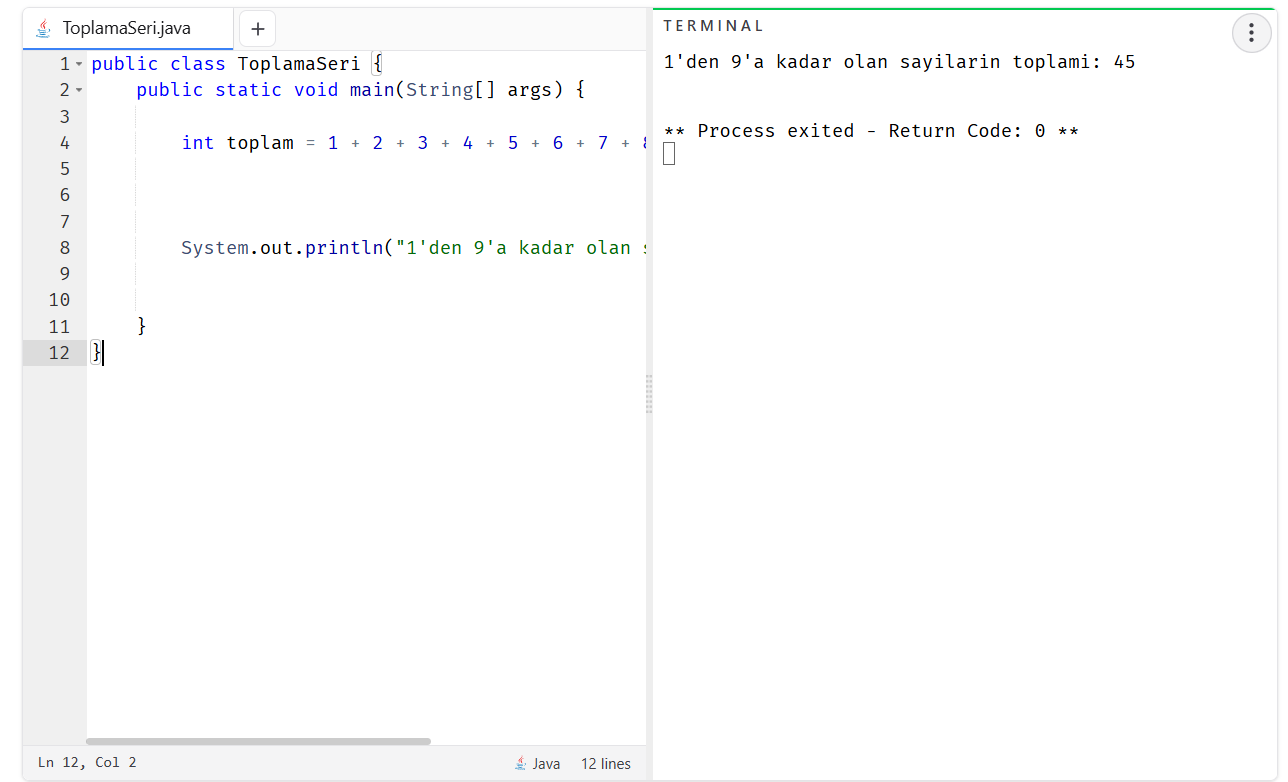 ToplamaSeri.java +
1 public class ToplamaSeri {
2 public static void main(String[] args) {
3
4 int toplam = 1 + 2 + 3 + 4 + 5 + 6 + 7 +
5
6
7
8 System.out.println("1'den 9'a kadar olan
9
10
11 }
12 }
Ln 12, Col 2 Java 12 lines
TERMINAL
1'den 9'a kadar olan sayilarin toplami: 45
** Process exited - Return Code: 0 **